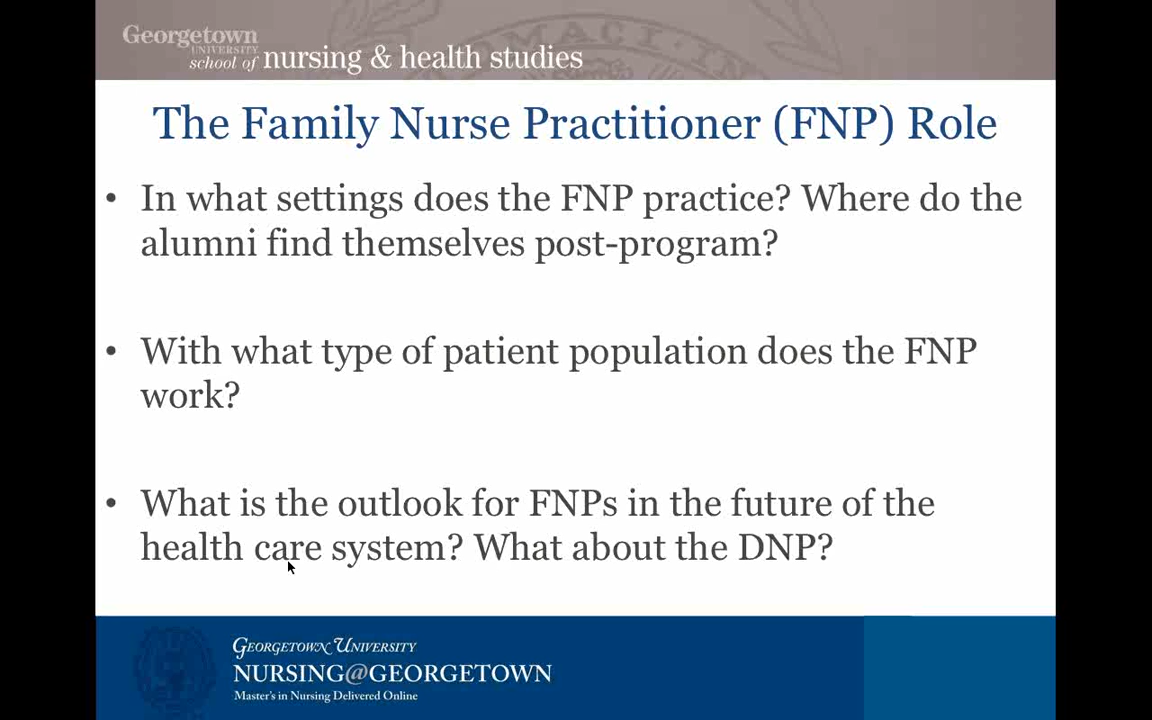 Georgetown
UNIVERSITY
school of nursing & health studies
The Family Nurse Practitioner (FNP) Role
• In what settings does the FNP practice? Where do the
alumni find themselves post-program?
• With what type of patient population does the FNP
work?
• What is the outlook for FNPs in the future of the
health care system? What about the DNP?
GEORGETOWN UNIVERSITY
NURSING@GEORGETOWN
Master's in Nursing Delivered Online